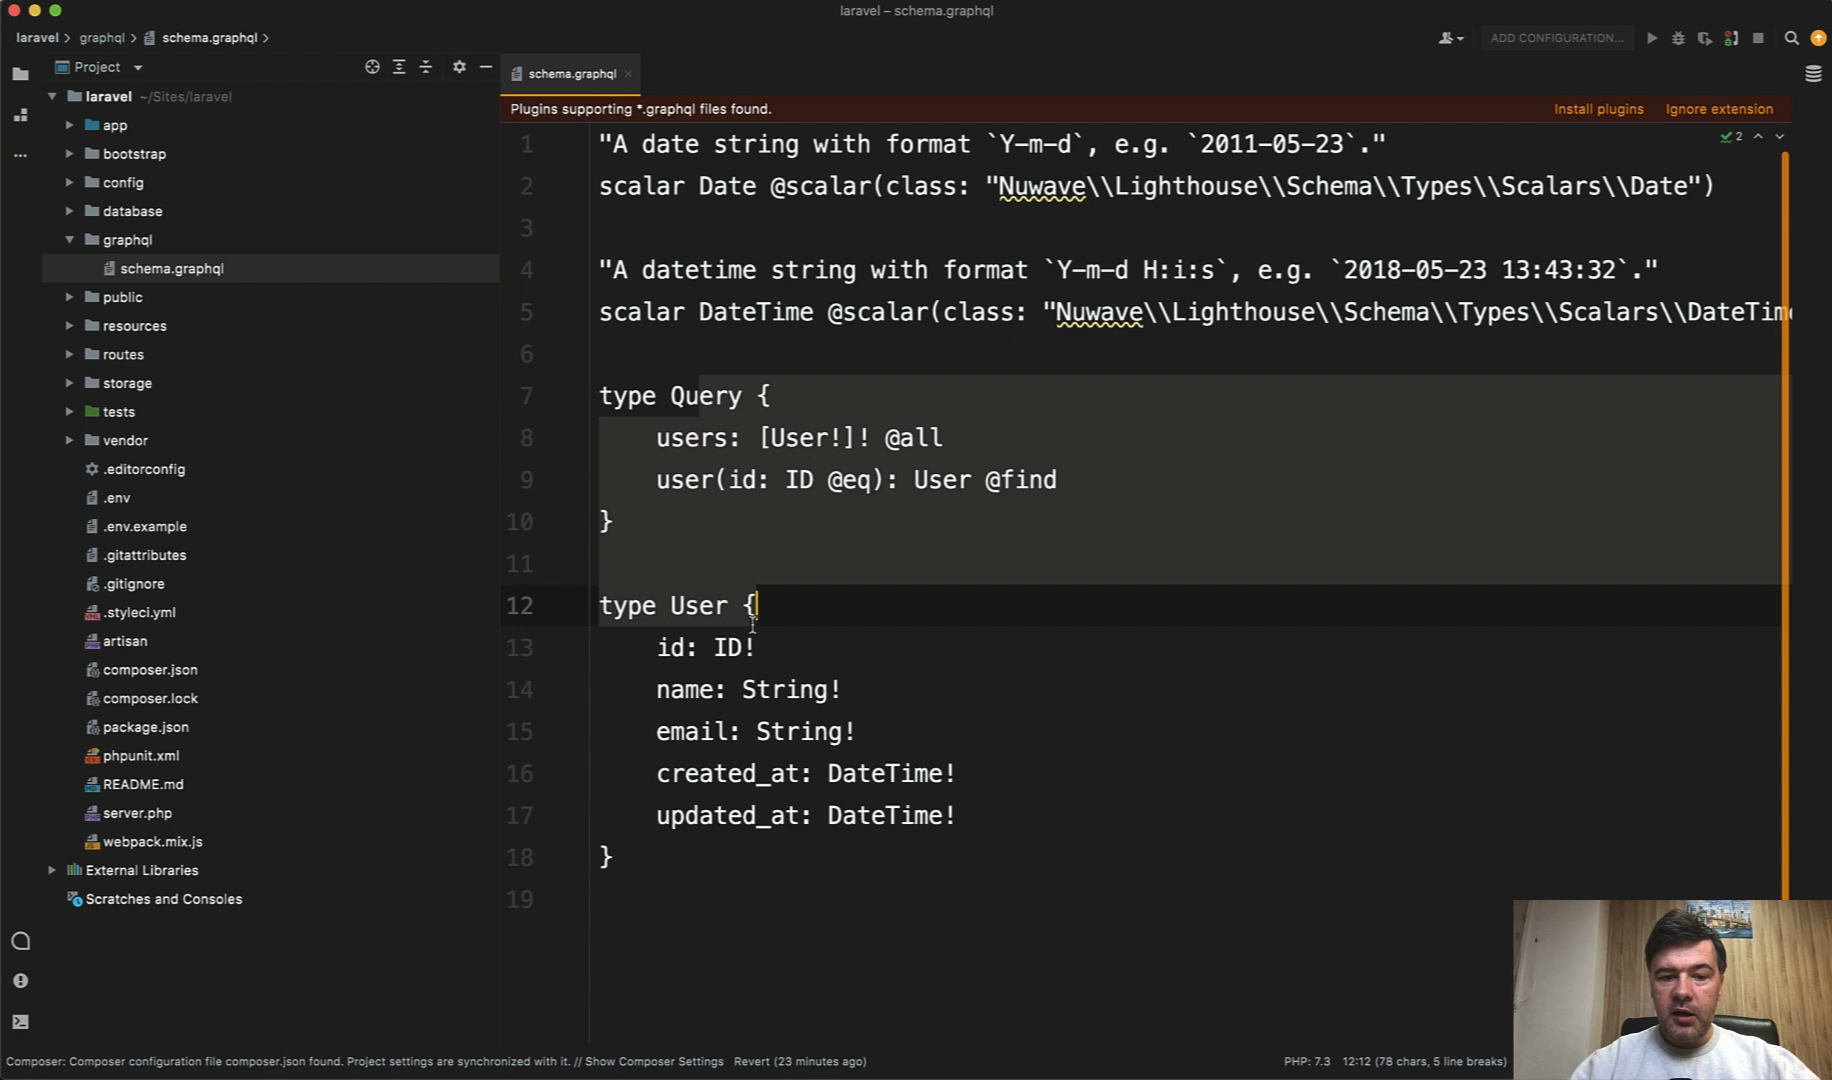 laravel – schema.graphql
laravel > graphql > schema.graphql >
ADD CONFIGURATION...
Project
schema.graphql
Plugins supporting *.graphql files found.
Install plugins
Ignore extension
laravel ~/Sites/laravel
app
bootstrap
config
database
graphql
schema.graphql
public
resources
routes
storage
tests
vendor
.editorconfig
.env
.env.example
.gitattributes
.gitignore
.styleci.yml
artisan
composer.json
composer.lock
package.json
phpunit.xml
README.md
server.php
webpack.mix.js
External Libraries
Scratches and Consoles
2
1 "A date string with format `Y-m-d`, e.g. `2011-05-23`."
2 scalar Date @scalar(class: "Nuwave\\Lighthouse\\Schema\\Types\\Scalars\\Date")
3
4 "A datetime string with format `Y-m-d H:i:s`, e.g. `2018-05-23 13:43:32`."
5 scalar DateTime @scalar(class: "Nuwave\\Lighthouse\\Schema\\Types\\Scalars\\DateTim
6
7 type Query {
8 users: [User!]! @all
9 user(id: ID @eq): User @find
10 }
11
12 type User {
13 id: ID!
14 name: String!
15 email: String!
16 created_at: DateTime!
17 updated_at: DateTime!
18 }
19
Composer: Composer configuration file composer.json found. Project settings are synchronized with it. // Show Composer Settings Revert (23 minutes ago)
PHP: 7.3 12:12 (78 chars, 5 line breaks)